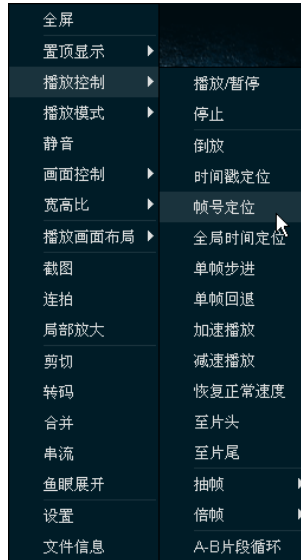 全屏
置顶显示
播放控制
播放模式
静音
画面控制
宽高比
播放画面布局
截图
连拍
局部放大
剪切
转码
合并
串流
鱼眼展开
设置
文件信息
播放/暂停
停止
倒放
时间戳定位
帧号定位
全局时间定位
单帧步进
单帧回退
加速播放
减速播放
恢复正常速度
至片头
至片尾
抽帧
倍帧
A-B片段循环